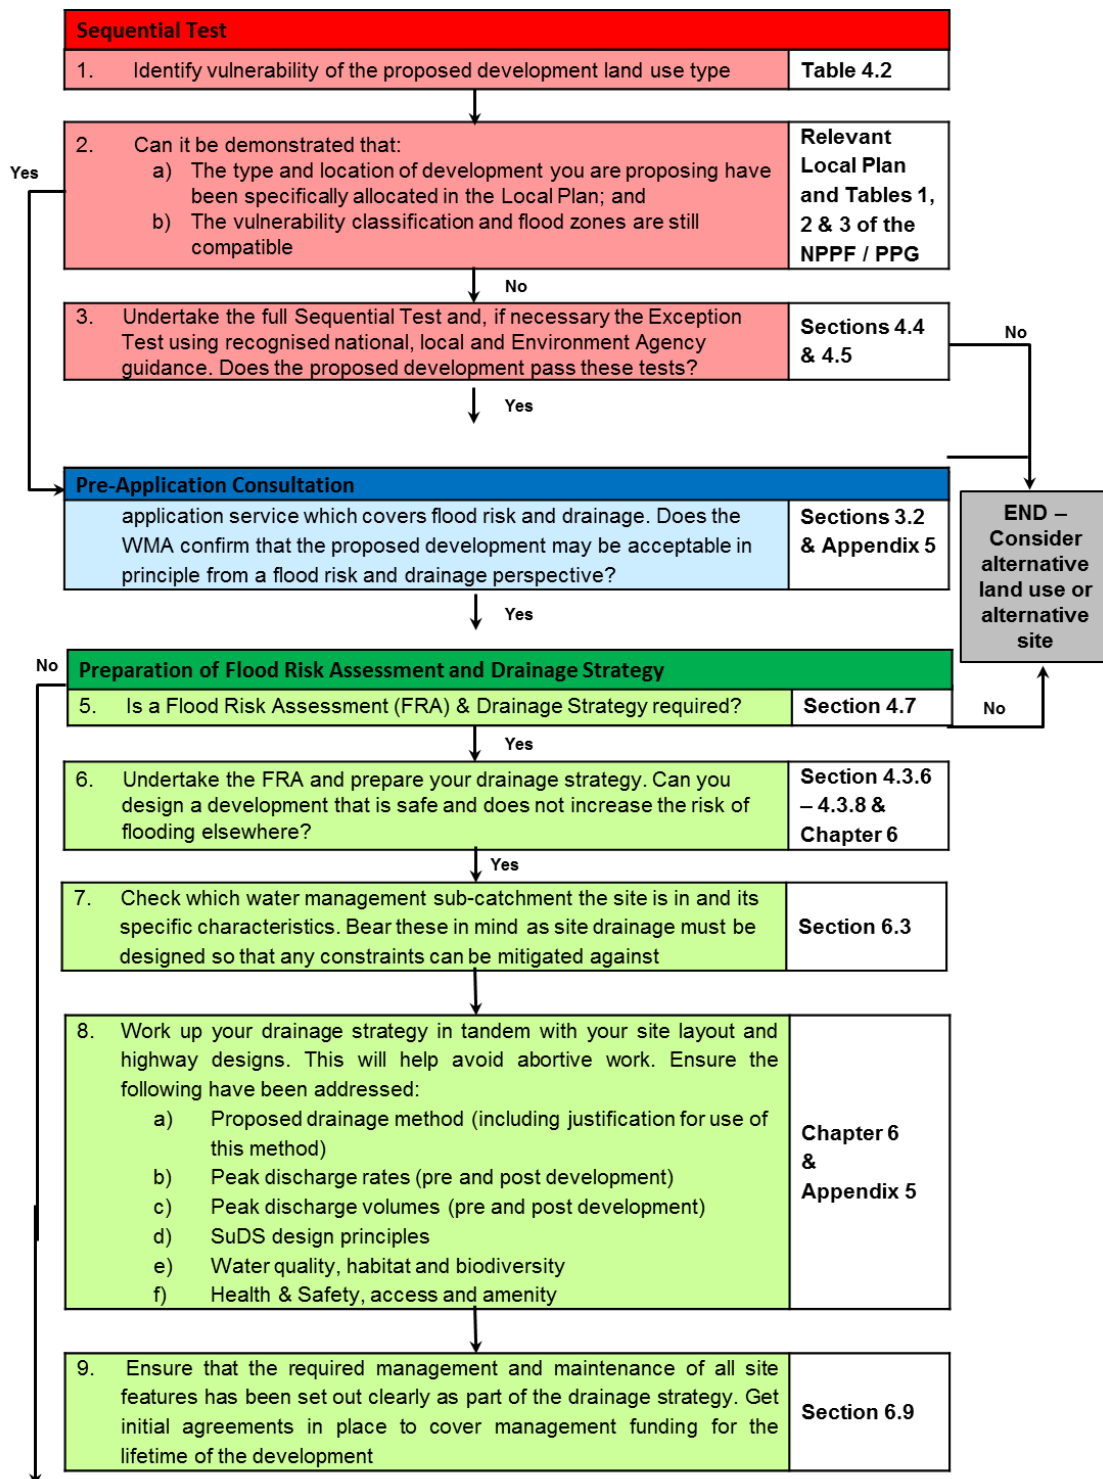 Sequential Test
1. Identify vulnerability of the proposed development land use type
Table 4.2
Yes
2. Can it be demonstrated that:
a) The type and location of development you are proposing have
been specifically allocated in the Local Plan; and
b) The vulnerability classification and flood zones are still
compatible
Relevant
Local Plan
and Tables 1,
2 & 3 of the
NPPF / PPG
No
3. Undertake the full Sequential Test and, if necessary the Exception
Test using recognised national, local and Environment Agency
guidance. Does the proposed development pass these tests?
Sections 4.4
& 4.5
No
Yes
Pre-Application Consultation
application service which covers flood risk and drainage. Does the
WMA confirm that the proposed development may be acceptable in
principle from a flood risk and drainage perspective?
Sections 3.2
& Appendix 5
END –
Consider
alternative
land use or
alternative
site
Yes
No
Preparation of Flood Risk Assessment and Drainage Strategy
5. Is a Flood Risk Assessment (FRA) & Drainage Strategy required?
Section 4.7
No
Yes
6. Undertake the FRA and prepare your drainage strategy. Can you
design a development that is safe and does not increase the risk of
flooding elsewhere?
Section 4.3.6
– 4.3.8 &
Chapter 6
Yes
7. Check which water management sub-catchment the site is in and its
specific characteristics. Bear these in mind as site drainage must be
designed so that any constraints can be mitigated against
Section 6.3
8. Work up your drainage strategy in tandem with your site layout and
highway designs. This will help avoid abortive work. Ensure the
following have been addressed:
a) Proposed drainage method (including justification for use of
this method)
b) Peak discharge rates (pre and post development)
c) Peak discharge volumes (pre and post development)
d) SuDS design principles
e) Water quality, habitat and biodiversity
f) Health & Safety, access and amenity
Chapter 6
&
Appendix 5
9. Ensure that the required management and maintenance of all site
features has been set out clearly as part of the drainage strategy. Get
initial agreements in place to cover management funding for the
lifetime of the development
Section 6.9